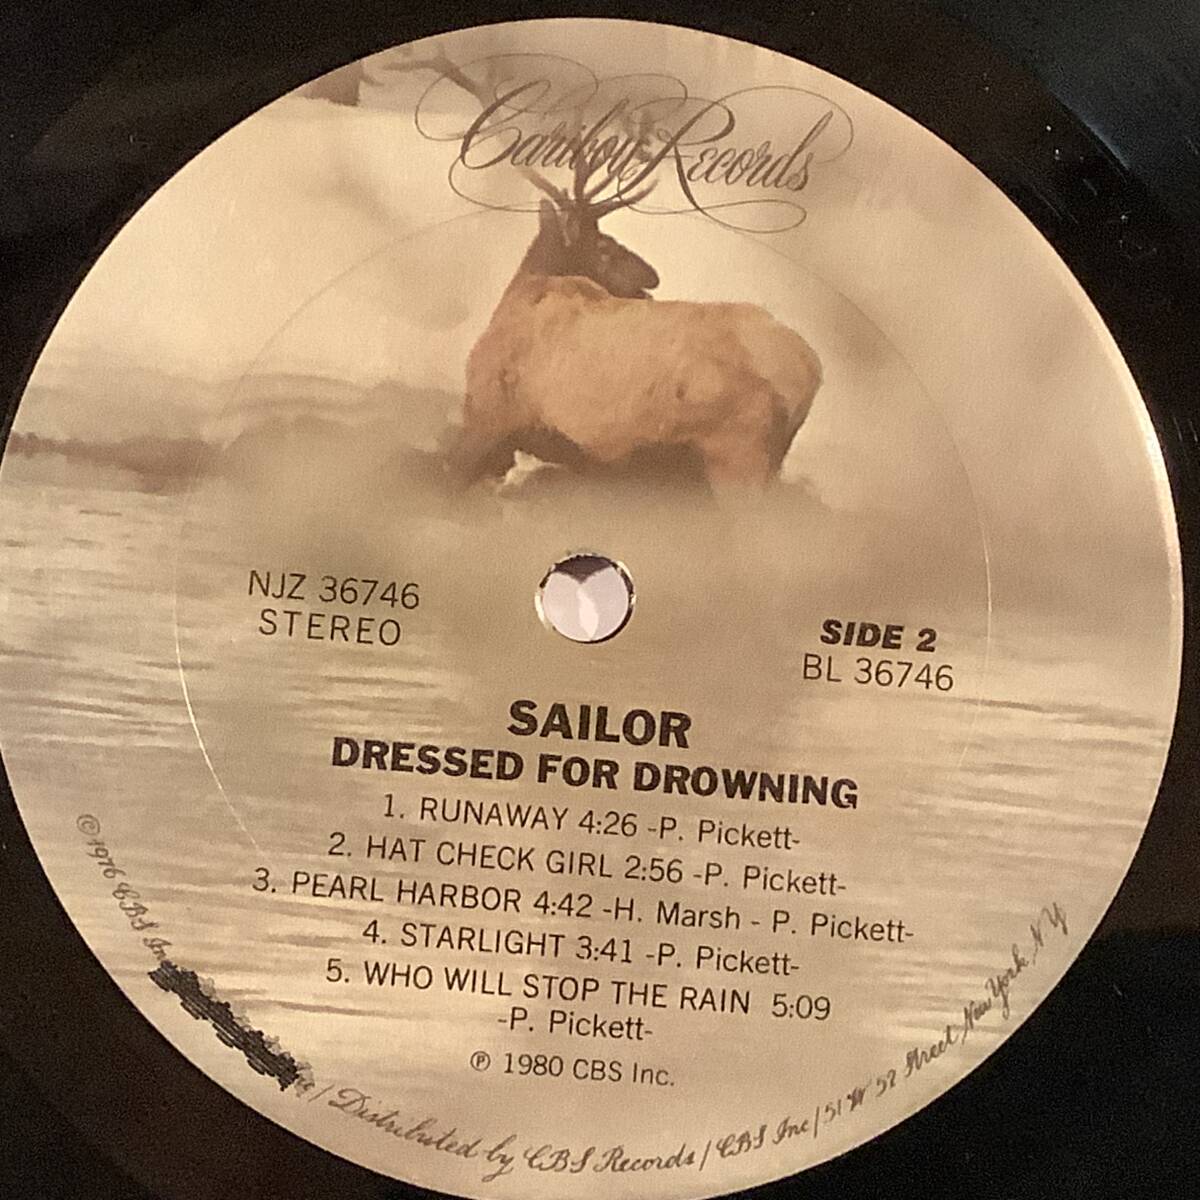 Caribou Records
NJZ 36746
STEREO
SIDE 2
BL 36746
SAILOR
DRESSED FOR DROWNING
1. RUNAWAY 4:26 -P. Pickett-
2. HAT CHECK GIRL 2:56 -P. Pickett-
3. PEARL HARBOR 4:42 -H. Marsh - P. Pickett-
4. STARLIGHT 3:41 -P. Pickett-
5. WHO WILL STOP THE RAIN 5:09
-P. Pickett-
℗ 1980 CBS Inc.
© 1976 CBS Inc / Distributed by CBS Records / CBS Inc / 51 W 52 Street, New York, N Y